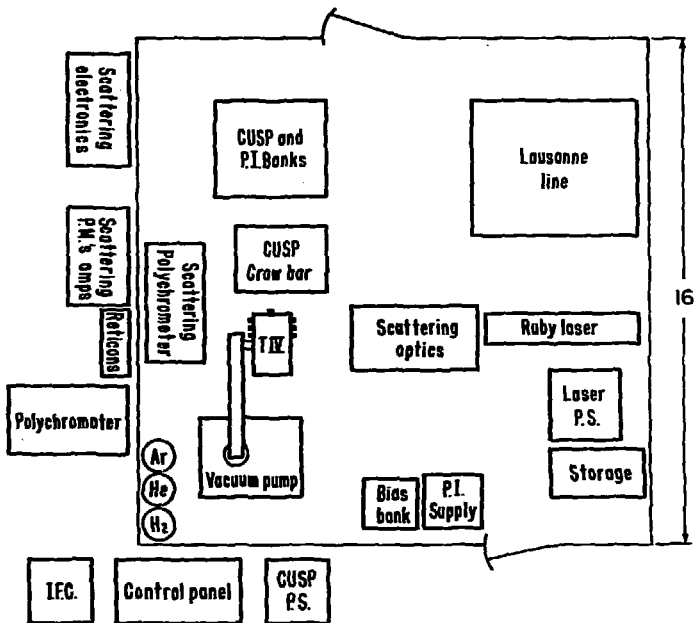 Scattering
electronics
CUSP and
P.I. Banks
Lausanne
line
Scattering
P.M.'s amps
Scattering
Polychrometer
CUSP
Crow bar
16
Reticons
TIV
Scattering
optics
Ruby laser
Polychromator
Laser
P.S.
Ar
He
H2
Vacuum pump
Bias
bank
P.I.
Supply
Storage
I.F.C.
Control panel
CUSP
P.S.